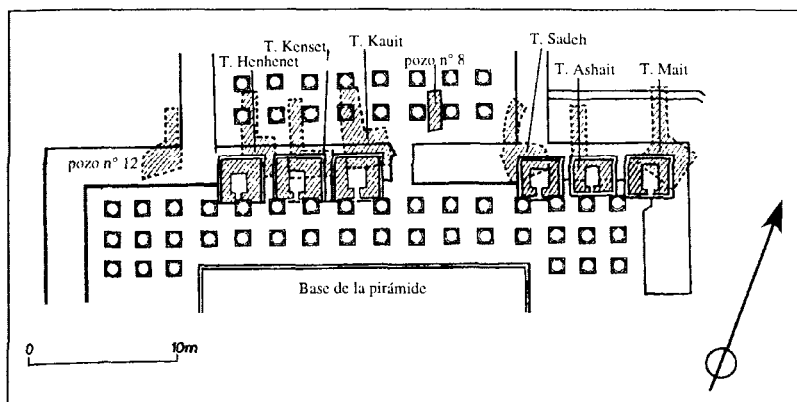 T. Henhenet
T. Kenset
T. Kauit
pozo n° 8
T. Sadeh
T. Ashait
T. Mait
pozo n° 12
Base de la pirámide
0
10m